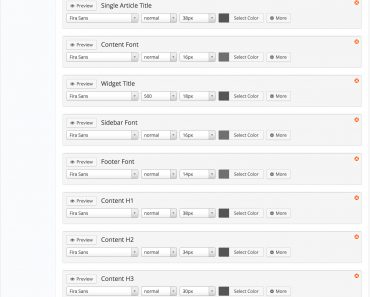 Preview Single Article Title
Fira Sans normal 38px Select Color More
Preview Content Font
Fira Sans normal 16px Select Color More
Preview Widget Title
Fira Sans 500 18px Select Color More
Preview Sidebar Font
Fira Sans normal 16px Select Color More
Preview Footer Font
Fira Sans normal 14px Select Color More
Preview Content H1
Fira Sans normal 38px Select Color More
Preview Content H2
Fira Sans normal 34px Select Color More
Preview Content H3
Fira Sans normal 30px Select Color More